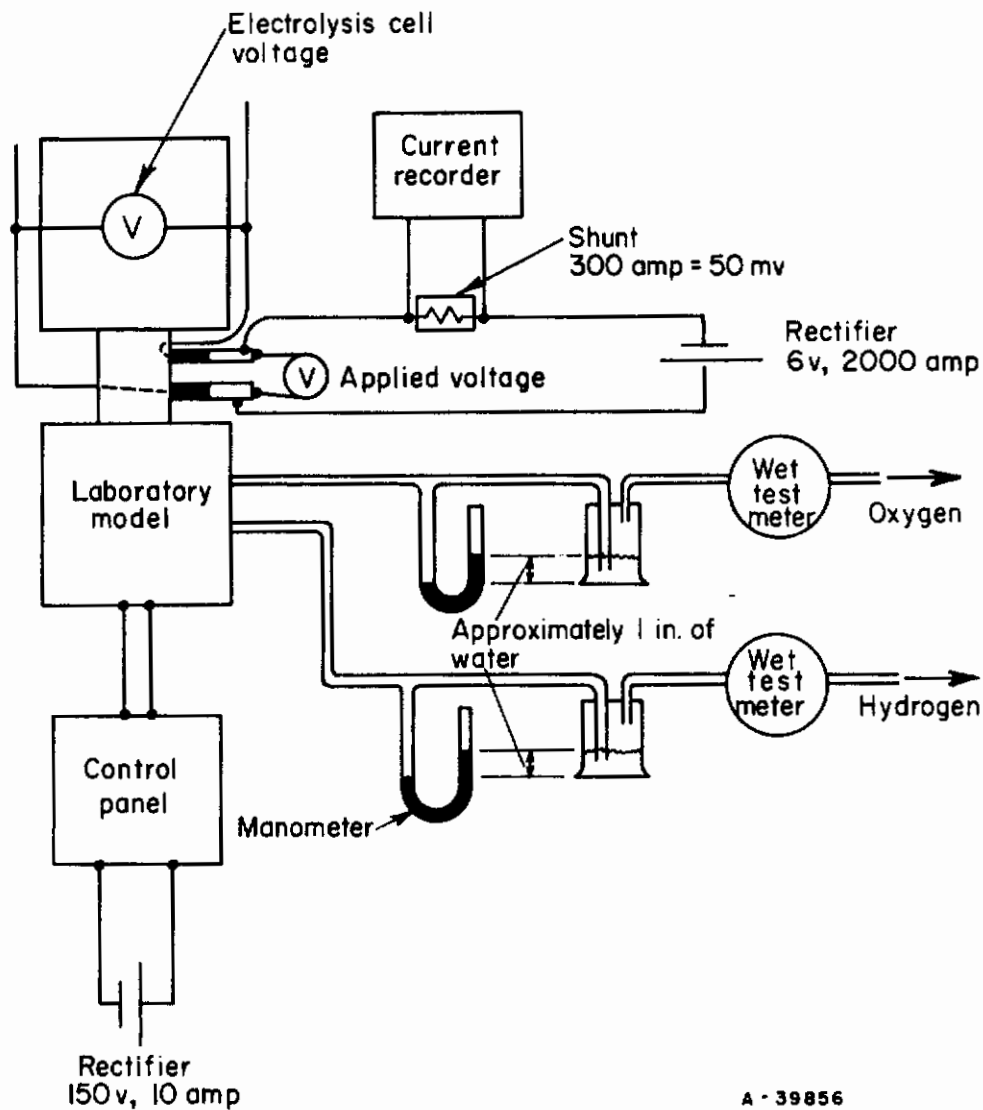 Electrolysis cell
voltage
V
Current
recorder
Shunt
300 amp = 50 mv
Rectifier
6v, 2000 amp
V
Applied voltage
Laboratory
model
Wet
test
meter
Oxygen
Approximately 1 in. of
water
Wet
test
meter
Hydrogen
Control
panel
Manometer
Rectifier
150v, 10 amp
A - 39856